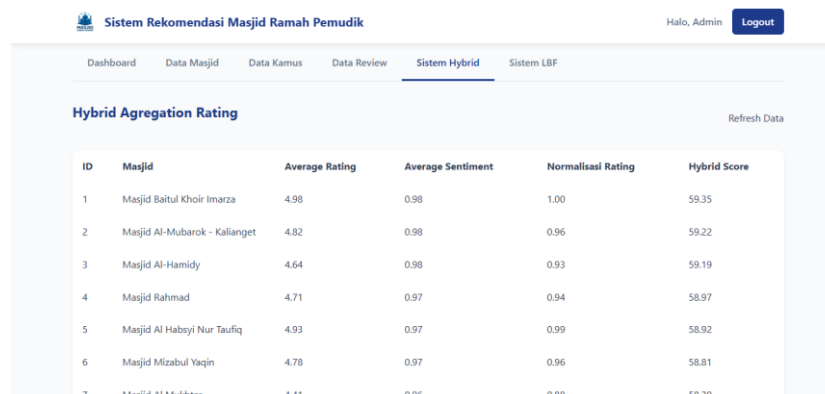 Sistem Rekomendasi Masjid Ramah Pemudik
Halo, Admin
Logout
Dashboard Data Masjid Data Kamus Data Review Sistem Hybrid Sistem LBF
Hybrid Agregation Rating
Refresh Data
ID Masjid Average Rating Average Sentiment Normalisasi Rating Hybrid Score
1 Masjid Baitul Khoir Imarza 4.98 0.98 1.00 59.35
2 Masjid Al-Mubarok - Kalianget 4.82 0.98 0.96 59.22
3 Masjid Al-Hamidy 4.64 0.98 0.93 59.19
4 Masjid Rahmad 4.71 0.97 0.94 58.97
5 Masjid Al Habsyi Nur Taufiq 4.93 0.97 0.99 58.92
6 Masjid Mizabul Yaqin 4.78 0.97 0.96 58.81